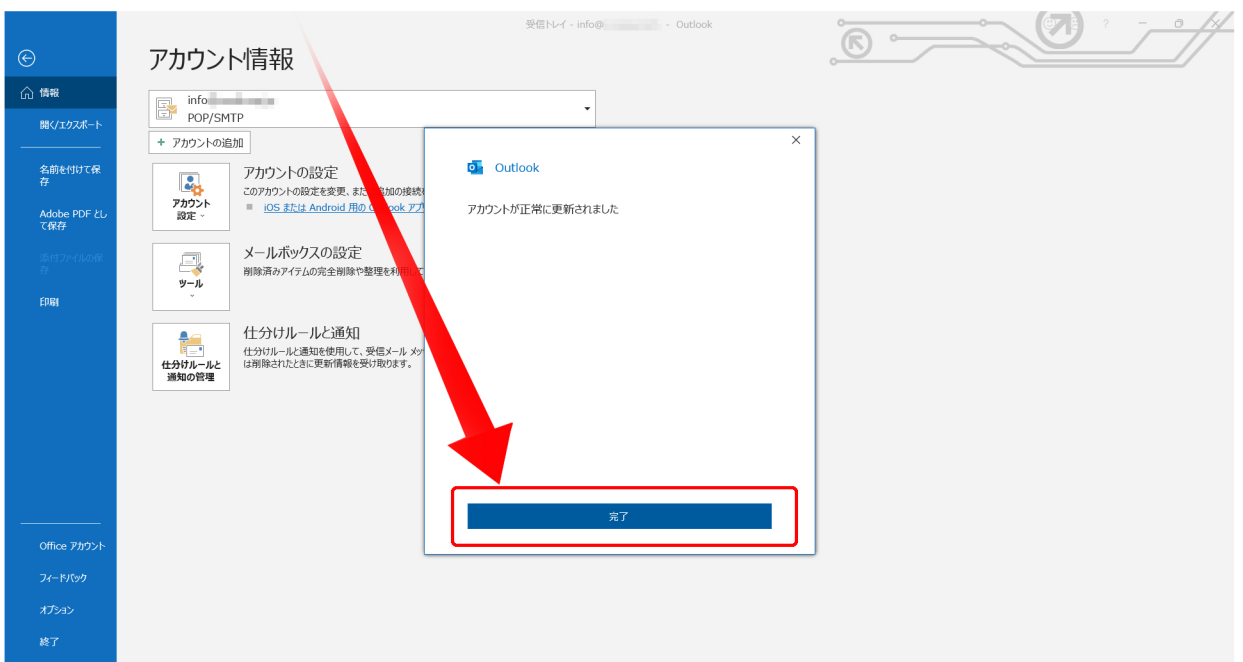 受信トレイ - info@ - Outlook
?
アカウント情報
情報
開く/エクスポート
名前を付けて保
存
Adobe PDF とし
て保存
添付ファイルの保
存
印刷
Office アカウント
フィードバック
オプション
終了
info
POP/SMTP
+ アカウントの追加
アカウント
設定
アカウントの設定
このアカウントの設定を変更、また 追加の接続
iOS または Android 用の Outlook アプ
ツール
メールボックスの設定
削除済みアイテムの完全削除や整理を利用して
仕分けルールと
通知の管理
仕分けルールと通知
仕分けルールと通知を使用して、受信メール メッ
は削除されたときに更新情報を受け取ります。
Outlook
アカウントが正常に更新されました
完了